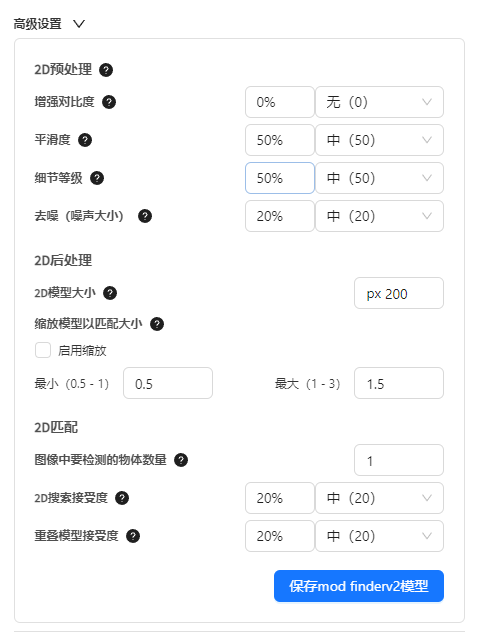 高级设置
2D预处理
增强对比度 0% 无（0）
平滑度 50% 中（50）
细节等级 50% 中（50）
去噪（噪声大小） 20% 中（20）
2D后处理
2D模型大小 px 200
缩放模型以匹配大小
启用缩放
最小（0.5 - 1） 0.5 最大（1 - 3） 1.5
2D匹配
图像中要检测的物体数量 1
2D搜索接受度 20% 中（20）
重叠模型接受度 20% 中（20）
保存mod finderv2模型